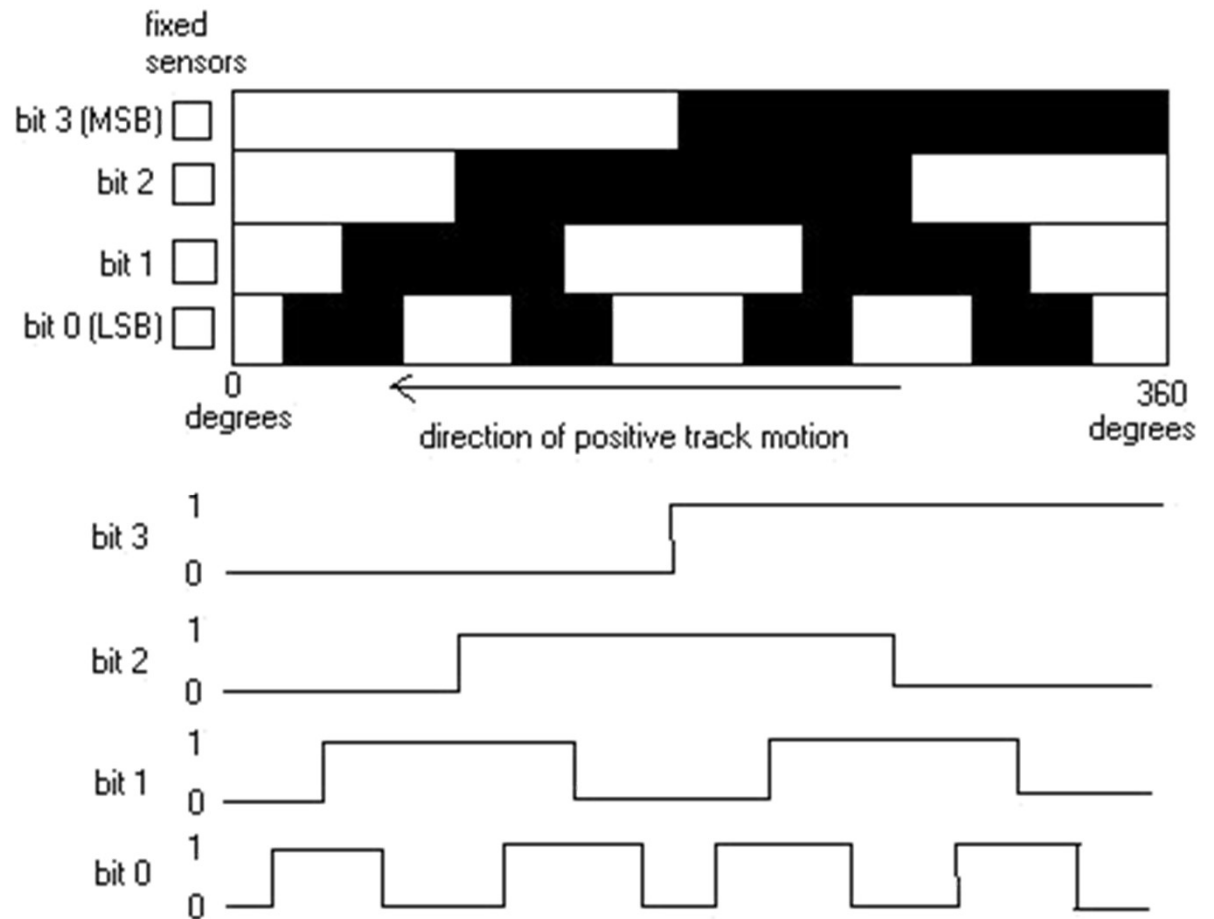 fixed
sensors
bit 3 (MSB)
bit 2
bit 1
bit 0 (LSB)
0
degrees
360
degrees
direction of positive track motion
1
bit 3
0
1
bit 2
0
1
bit 1
0
1
bit 0
0